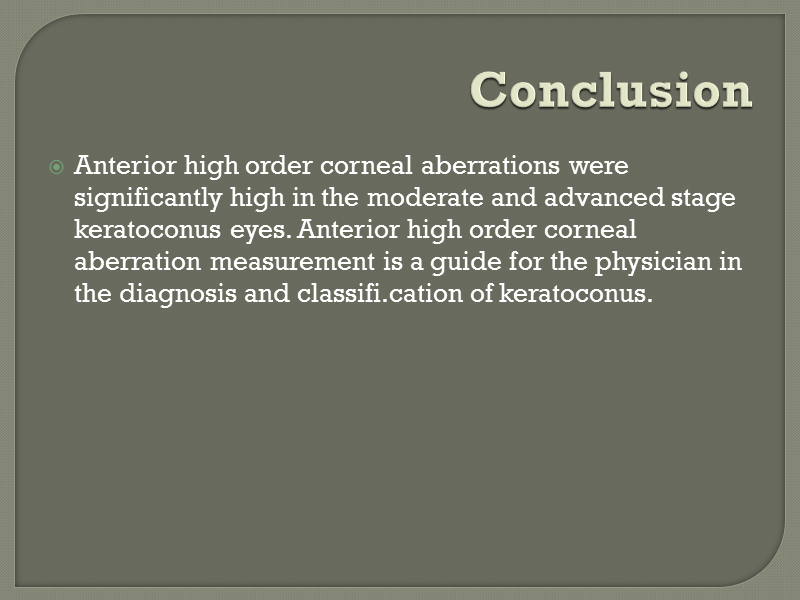 Conclusion
Anterior high order corneal aberrations were
significantly high in the moderate and advanced stage
keratoconus eyes. Anterior high order corneal
aberration measurement is a guide for the physician in
the diagnosis and classifi.cation of keratoconus.